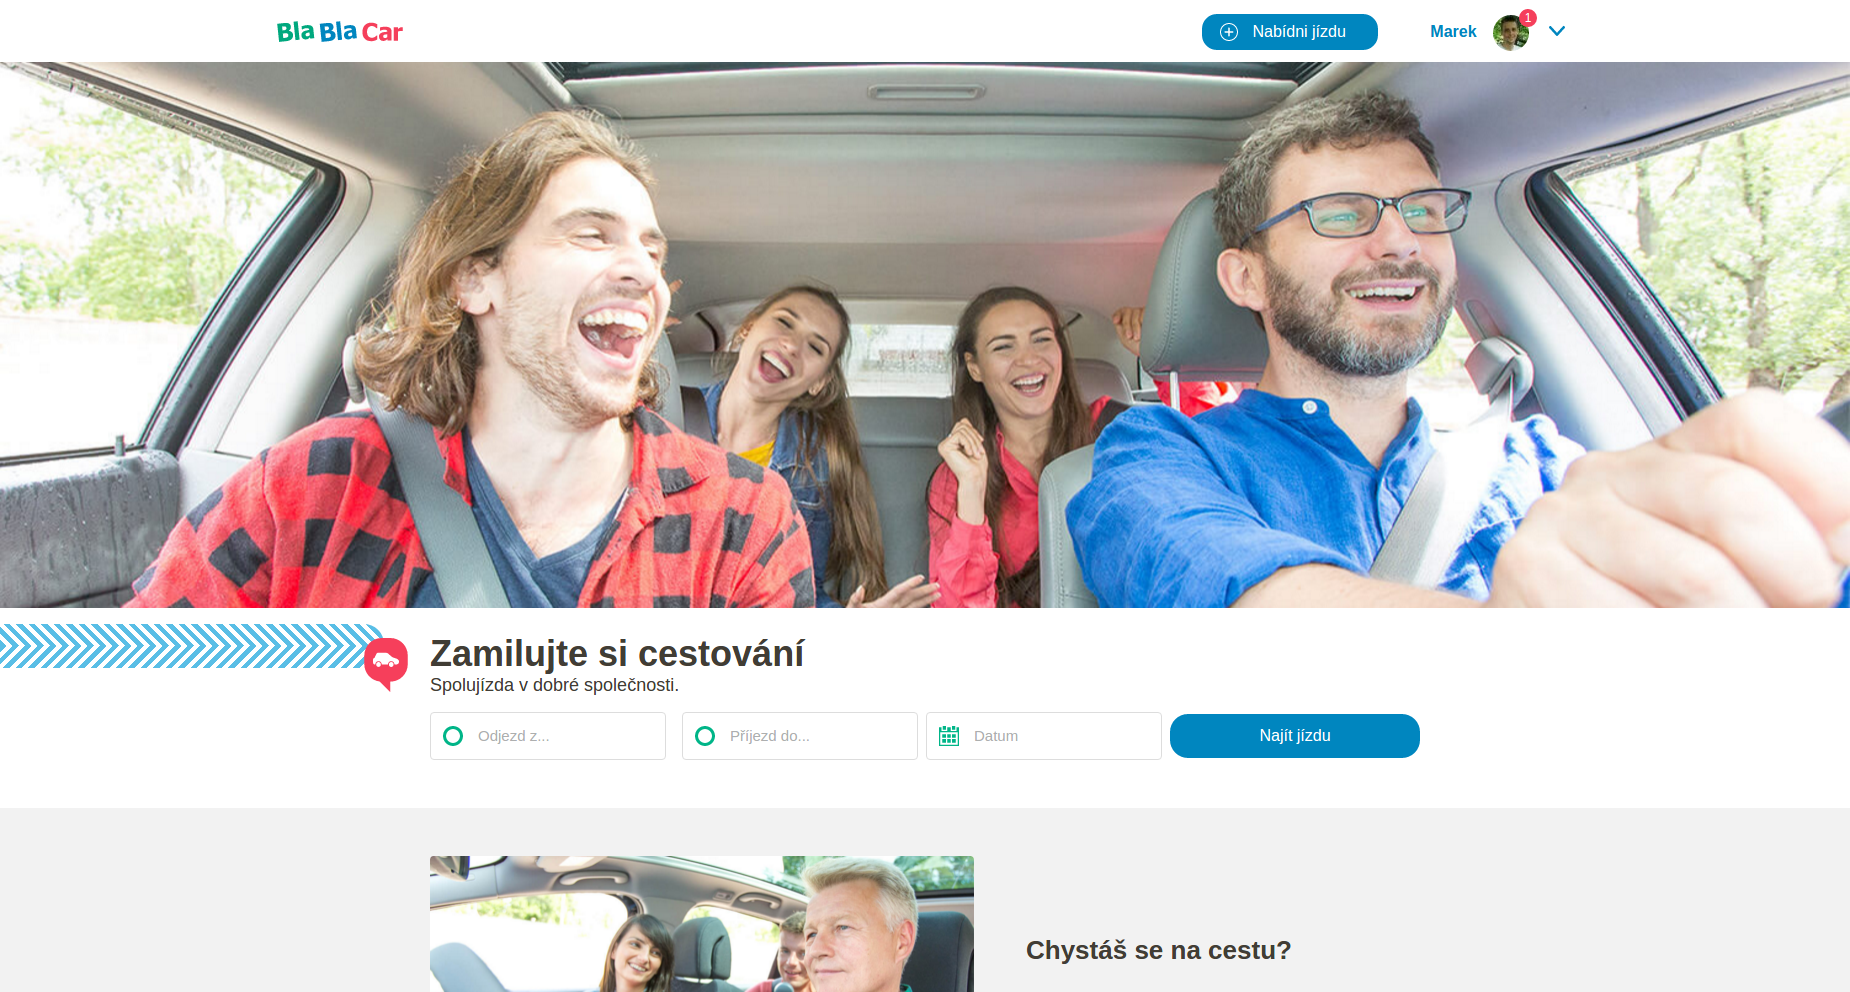 BlaBlaCar
Nabídni jízdu
Marek
1
Zamilujte si cestování
Spolujízda v dobré společnosti.
Odjezd z...
Příjezd do...
Datum
Najít jízdu
Chystáš se na cestu?